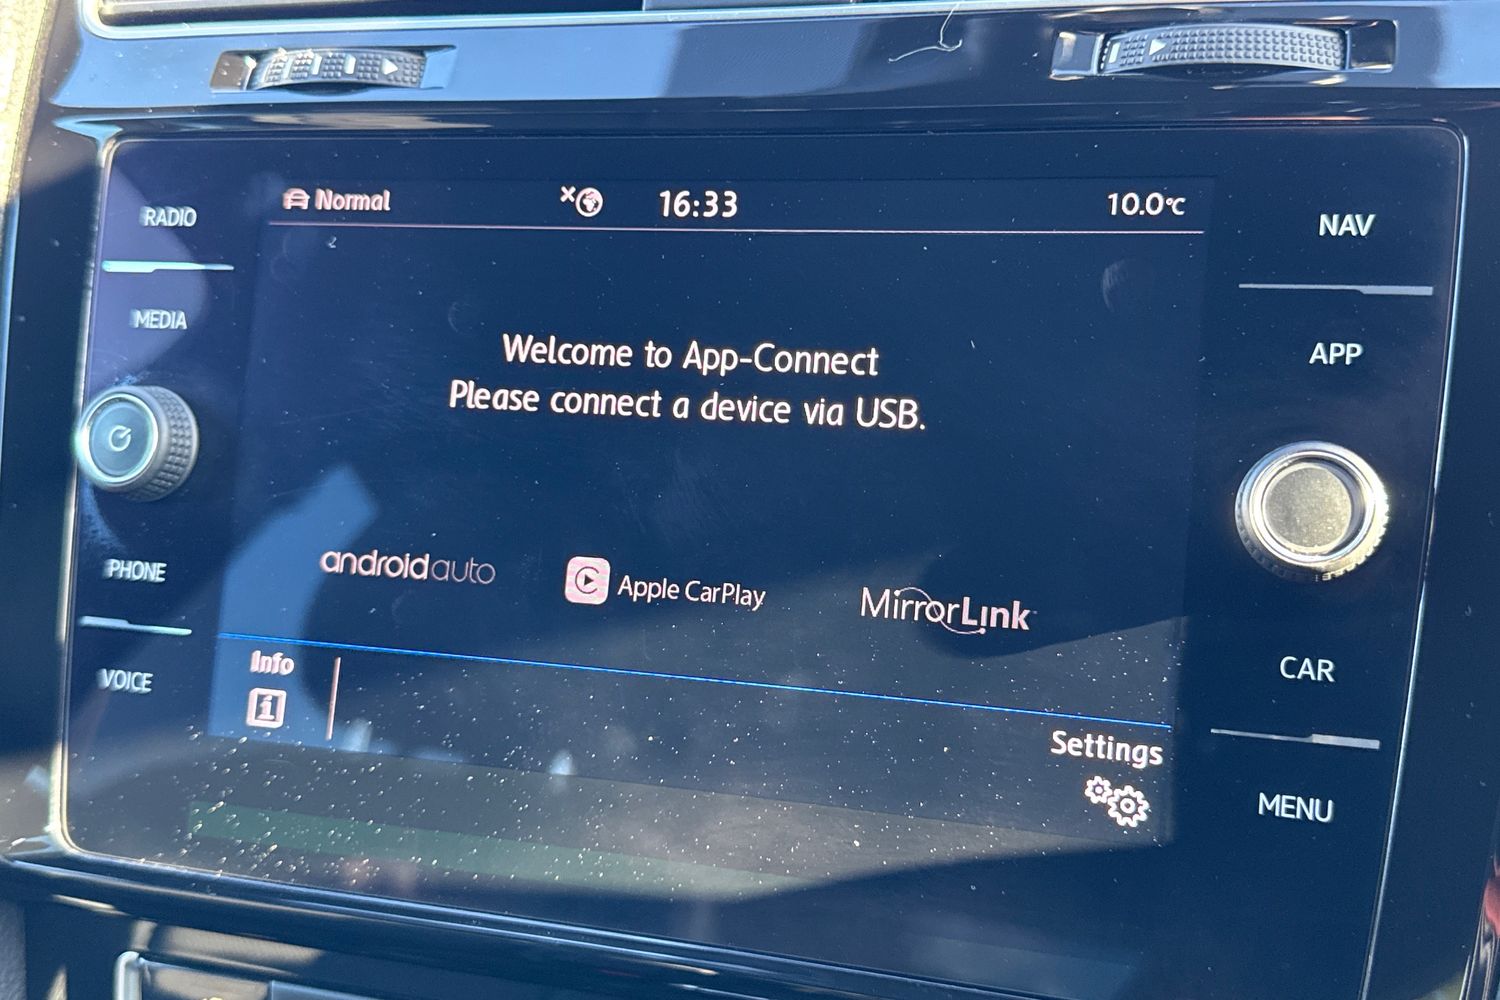 Normal 16:33 10.0°C
RADIO
NAV
MEDIA
Welcome to App-Connect
APP
Please connect a device via USB.
androidauto Apple CarPlay MirrorLink
PHONE
Info
CAR
VOICE
Settings
MENU